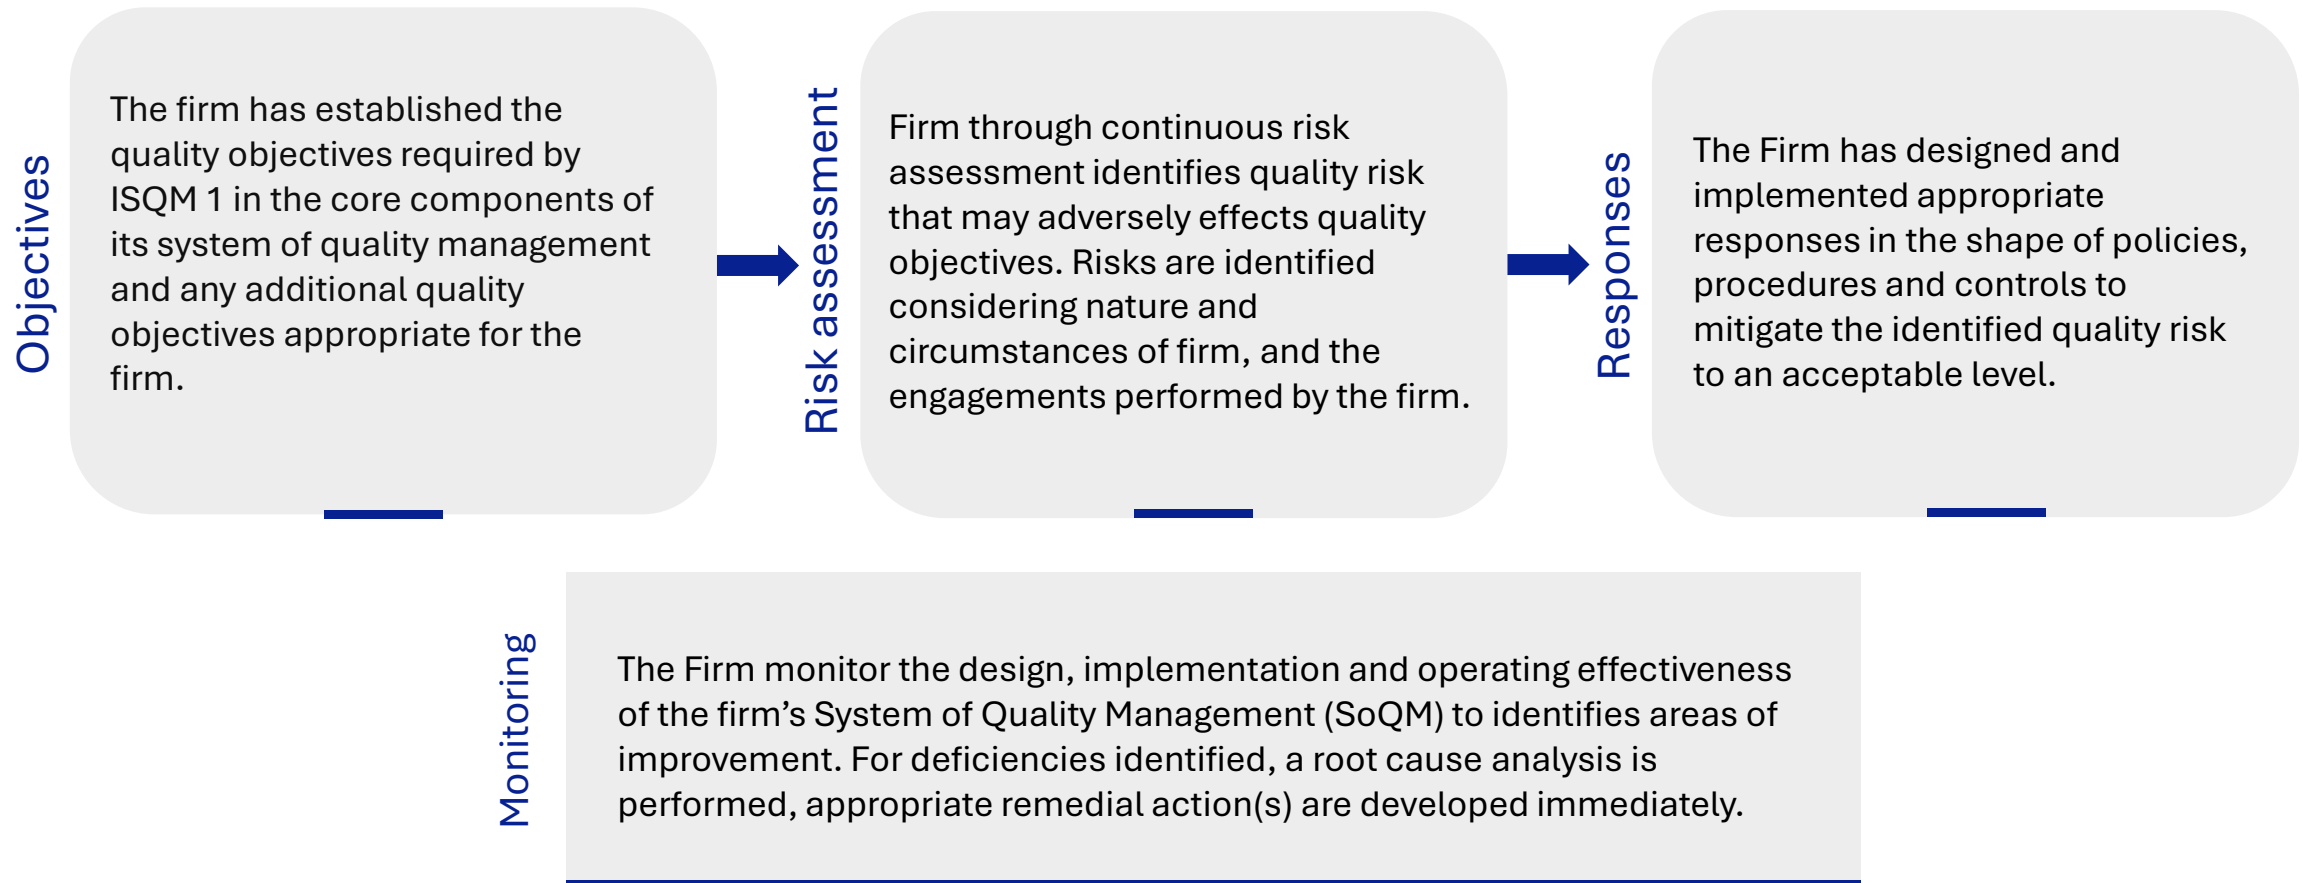 Objectives
The firm has established the
quality objectives required by
ISQM 1 in the core components of
its system of quality management
and any additional quality
objectives appropriate for the
firm.
Risk assessment
Firm through continuous risk
assessment identifies quality risk
that may adversely effects quality
objectives. Risks are identified
considering nature and
circumstances of firm, and the
engagements performed by the firm.
Responses
The Firm has designed and
implemented appropriate
responses in the shape of policies,
procedures and controls to
mitigate the identified quality risk
to an acceptable level.
Monitoring
The Firm monitor the design, implementation and operating effectiveness
of the firm’s System of Quality Management (SoQM) to identifies areas of
improvement. For deficiencies identified, a root cause analysis is
performed, appropriate remedial action(s) are developed immediately.